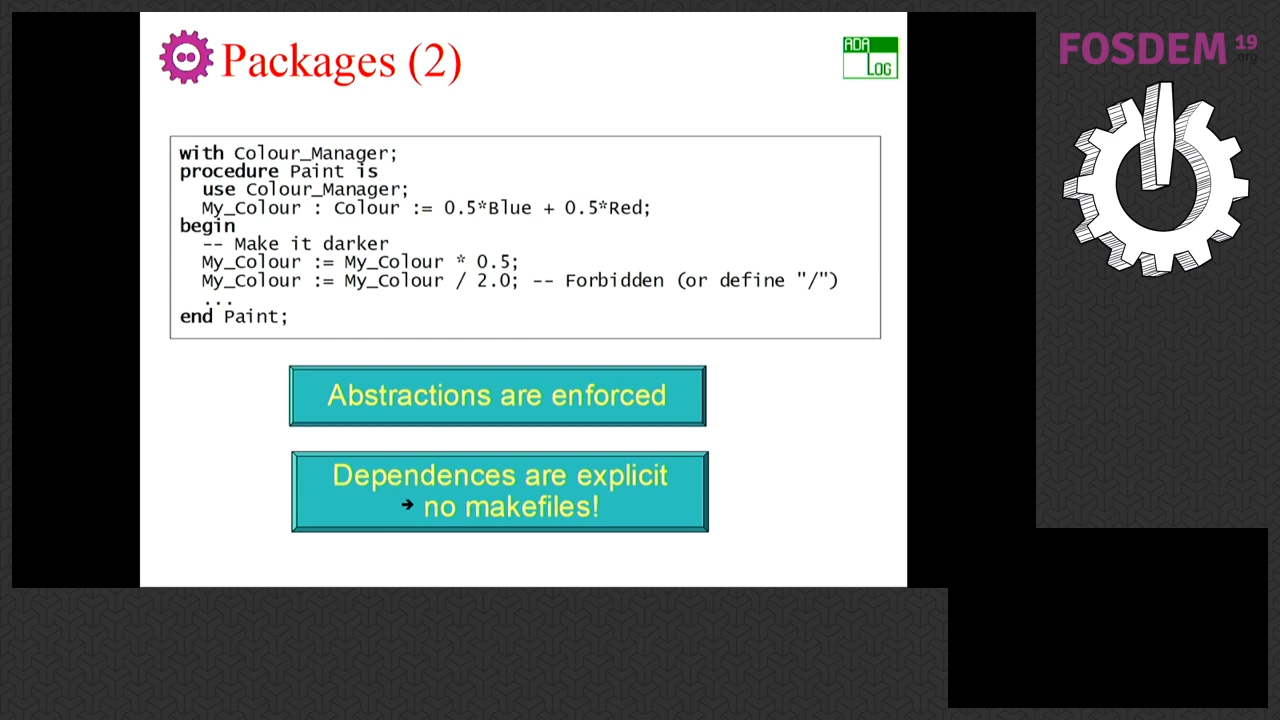 Packages (2)
ADA
LOG
FOSDEM 19
.org
with Colour_Manager;
procedure Paint is
use Colour_Manager;
My_Colour : Colour := 0.5*Blue + 0.5*Red;
begin
-- Make it darker
My_Colour := My_Colour * 0.5;
My_Colour := My_Colour / 2.0; -- Forbidden (or define "/")
...
end Paint;
Abstractions are enforced
Dependences are explicit
➔ no makefiles!